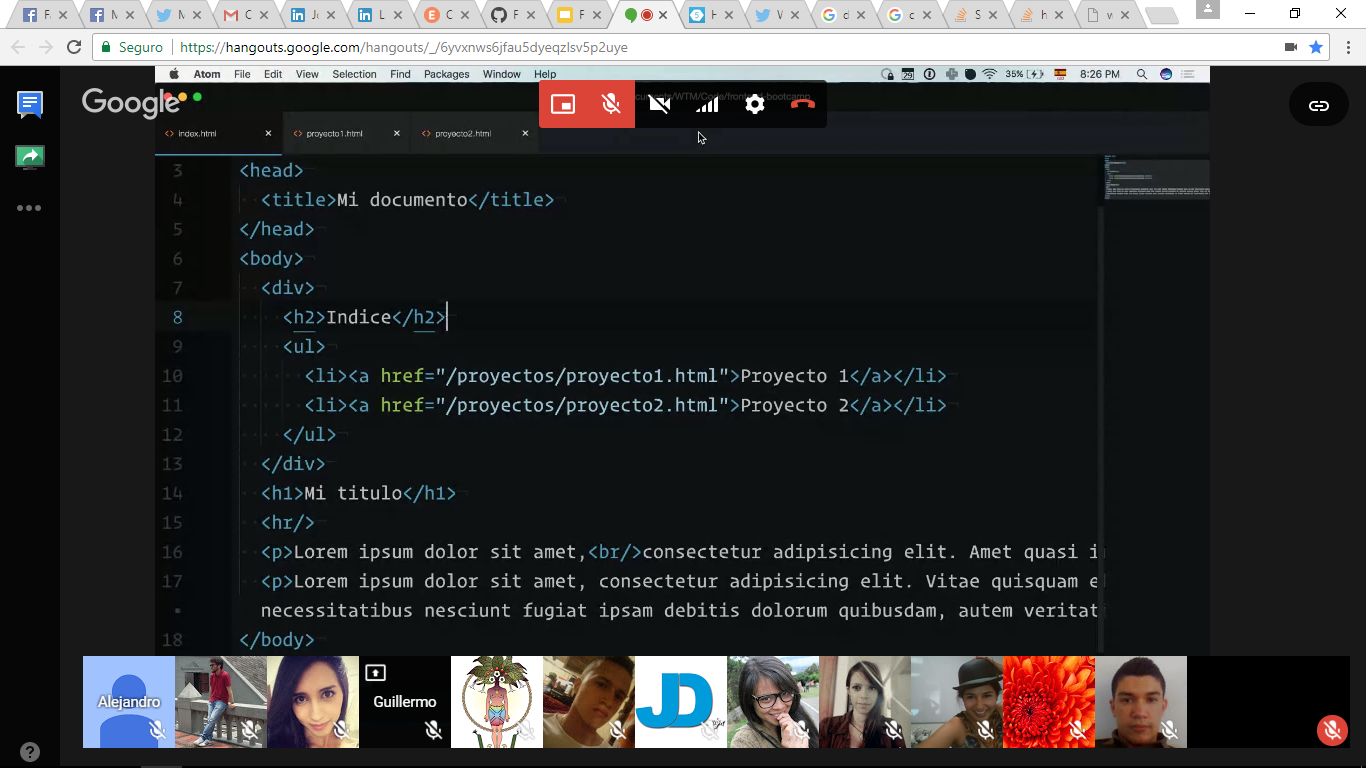 Seguro https://hangouts.google.com/hangouts/_/6yvxnws6jfau5dyeqzlsv5p2uye
Atom File Edit View Selection Find Packages Window Help 29 35% 8:26 PM
Google
index.html proyecto1.html proyecto2.html
3 <head>
4 <title>Mi documento</title>
5 </head>
6 <body>
7 <div>
8 <h2>Indice</h2>
9 <ul>
10 <li><a href="/proyectos/proyecto1.html">Proyecto 1</a></li>
11 <li><a href="/proyectos/proyecto2.html">Proyecto 2</a></li>
12 </ul>
13 </div>
14 <h1>Mi titulo</h1>
15 <hr/>
16 <p>Lorem ipsum dolor sit amet,<br/>consectetur adipisicing elit. Amet quasi
17 <p>Lorem ipsum dolor sit amet, consectetur adipisicing elit. Vitae quisquam
necessitatibus nesciunt fugiat ipsam debitis dolorum quibusdam, autem
18 </body>
Alejandro
Guillermo
JD